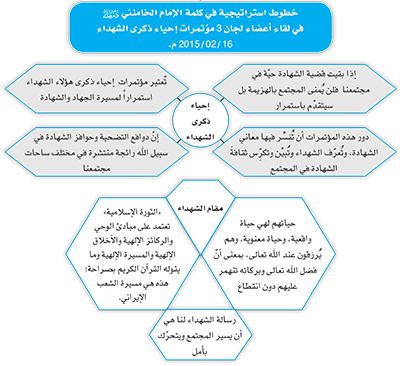 خطوط استراتيجية في كلمة الإمام الخامنئي
في لقاء أعضاء لجان 3 مؤتمرات إحياء ذكرى الشهداء
16 /02 /2015 م.
إذا بقيت قضية الشهادة حيّة في
مجتمعنا فلن يُمنى المجتمع بالهزيمة بل
سيتقدّم باستمرار
تُعتبر مؤتمرات إحياء ذكرى هؤلاء الشهداء
استمراراً لمسيرة الجهاد والشهادة
إحياء
ذكرى
الشهداء
دور هذه المؤتمرات أن تُفسَّر فيها معاني
الشهادة، وتُعرّف الشهداء وتُبيّن وتكرّس ثقافةَ
الشهادة في المجتمع
إنّ دوافع التضحية وحوافز الشهادة في
سبيل الله رائجة منتشرة في مختلف ساحات
مجتمعنا
مقام الشهداء
حياتهم لهي حياة
واقعية، وحياة معنوية، وهم
يُرزقون عند الله تعالى، بمعنى أنّ
فضل الله تعالى وبركاته تنهمر
عليهم دون انقطاع
«الثورة الإسلامية،
تعتمد على مبادئ الوحي
والركائز الإلهية والأخلاق
الإلهية والمسيرة الإلهية وما
يقوله القرآن الكريم بصراحة؛
هذه هي مسيرة الشعب
الإيراني.
رسالة الشهداء لنا هي
أن يسير المجتمع ويتحرّك
بأمل